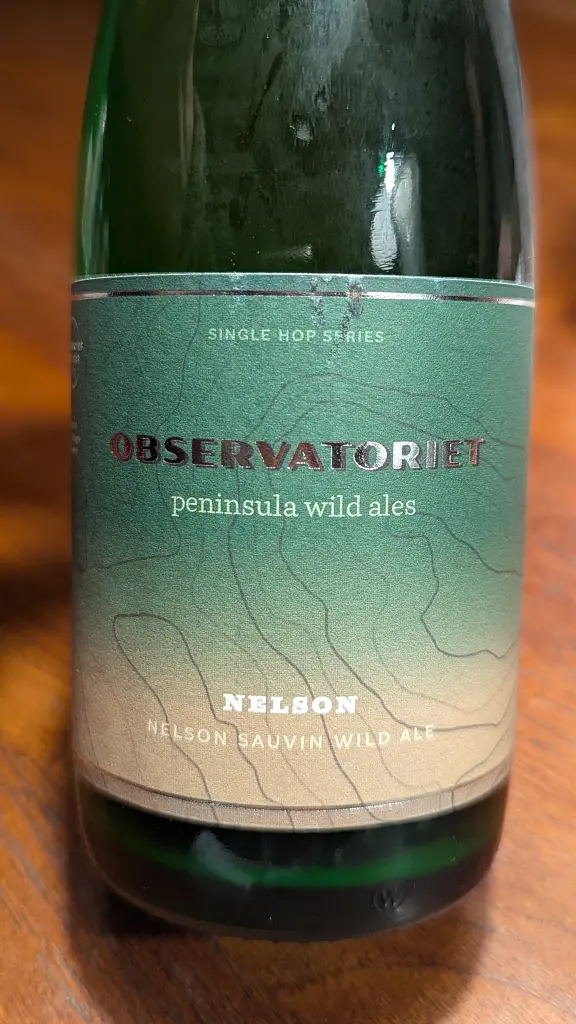 SINGLE HOP SERIES
OBSERVATORIET
peninsula wild ales
NELSON
NELSON SAUVIN WILD ALE